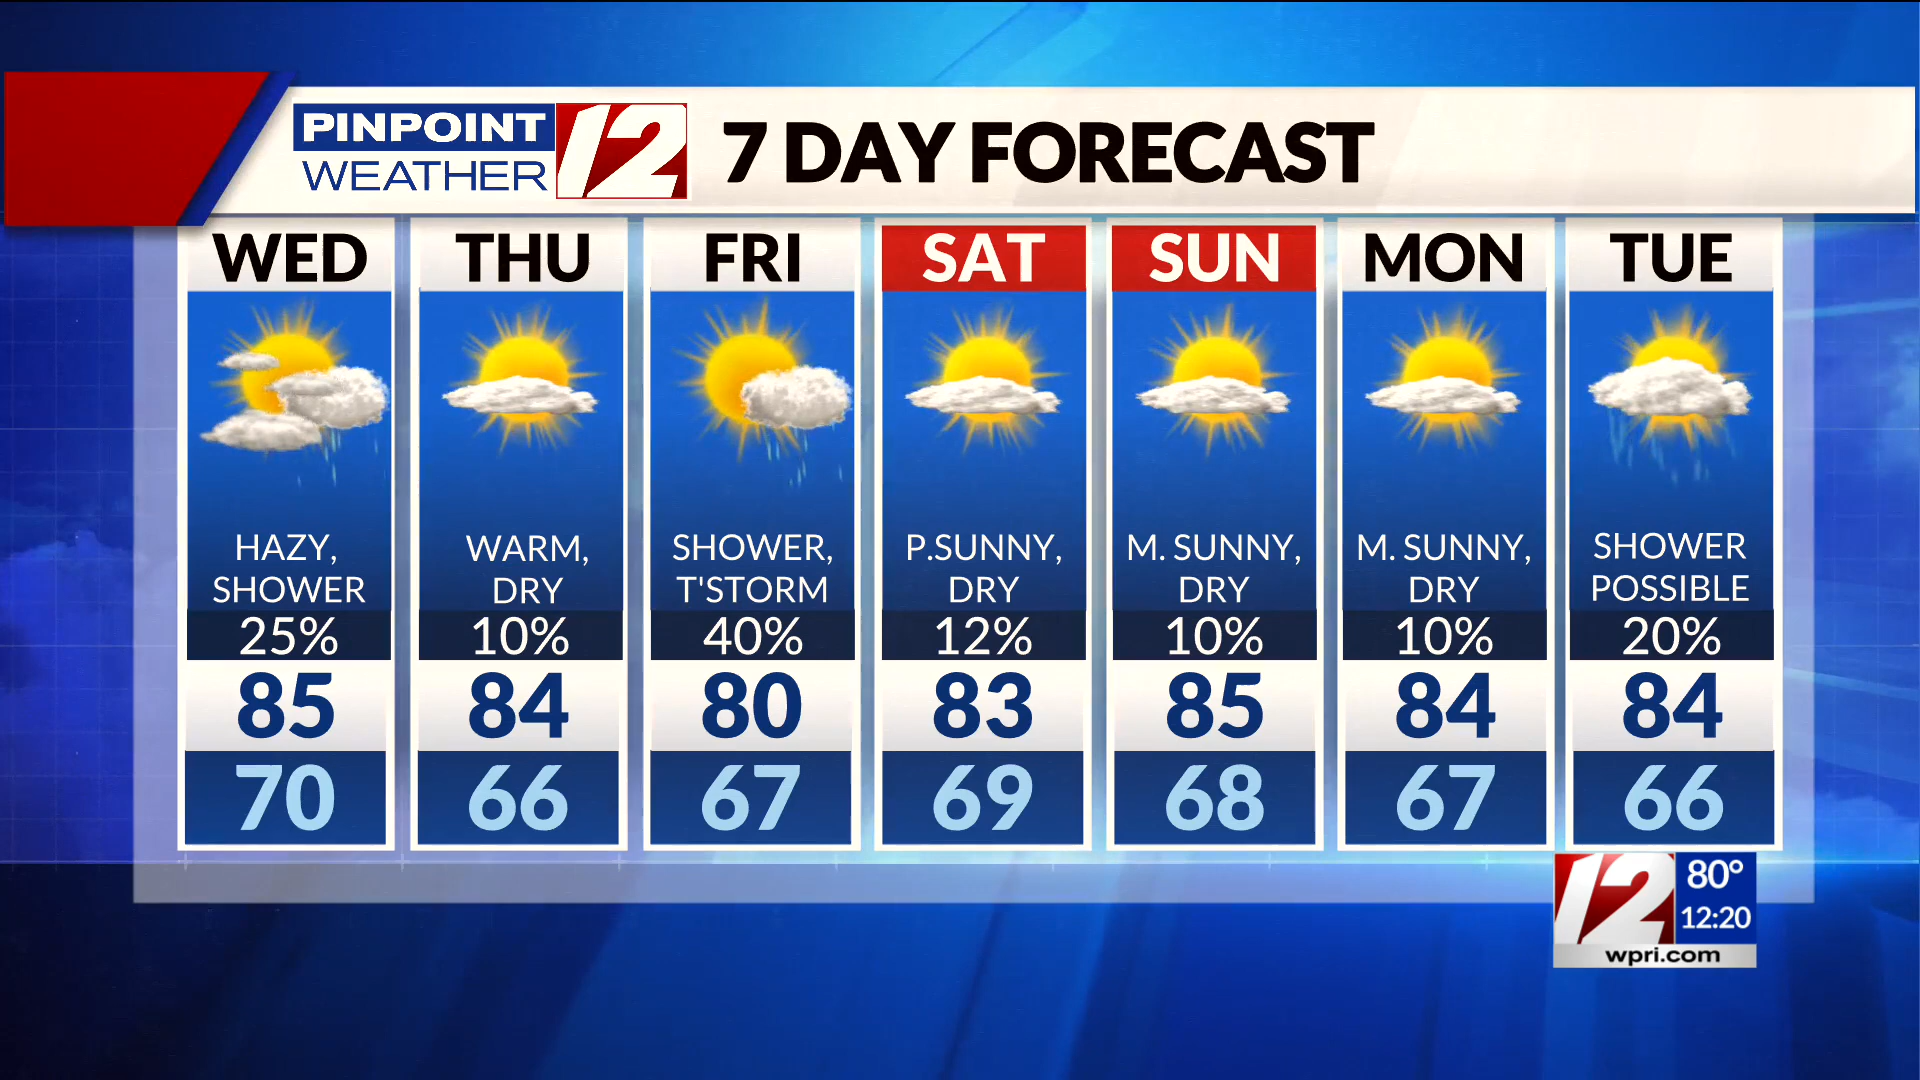 PINPOINT
WEATHER 12
7 DAY FORECAST
WED THU FRI SAT SUN MON TUE
HAZY, SHOWER
WARM, DRY
SHOWER, T'STORM
P.SUNNY, DRY
M. SUNNY, DRY
M. SUNNY, DRY
SHOWER POSSIBLE
25% 10% 40% 12% 10% 10% 20%
85 84 80 83 85 84 84
70 66 67 69 68 67 66
12 80°
12:20
wpri.com